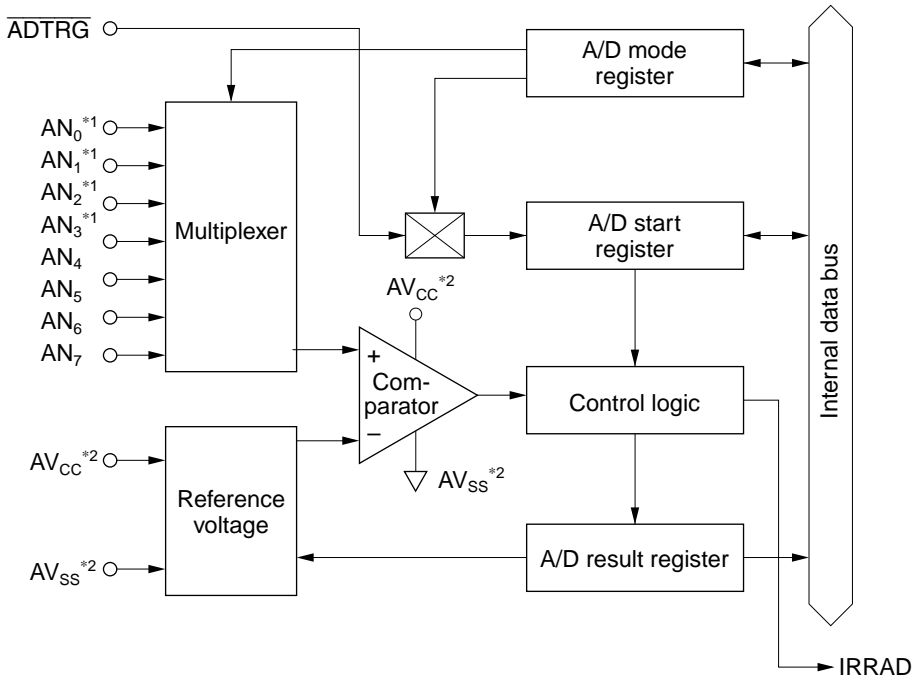 ADTRG
A/D mode
register
AN0*1
AN1*1
AN2*1
AN3*1
AN4
AN5
AN6
AN7
Multiplexer
A/D start
register
AVCC*2
+
Com-
parator
−
AVSS*2
Control logic
Internal data bus
AVCC*2
AVSS*2
Reference
voltage
A/D result register
IRRAD